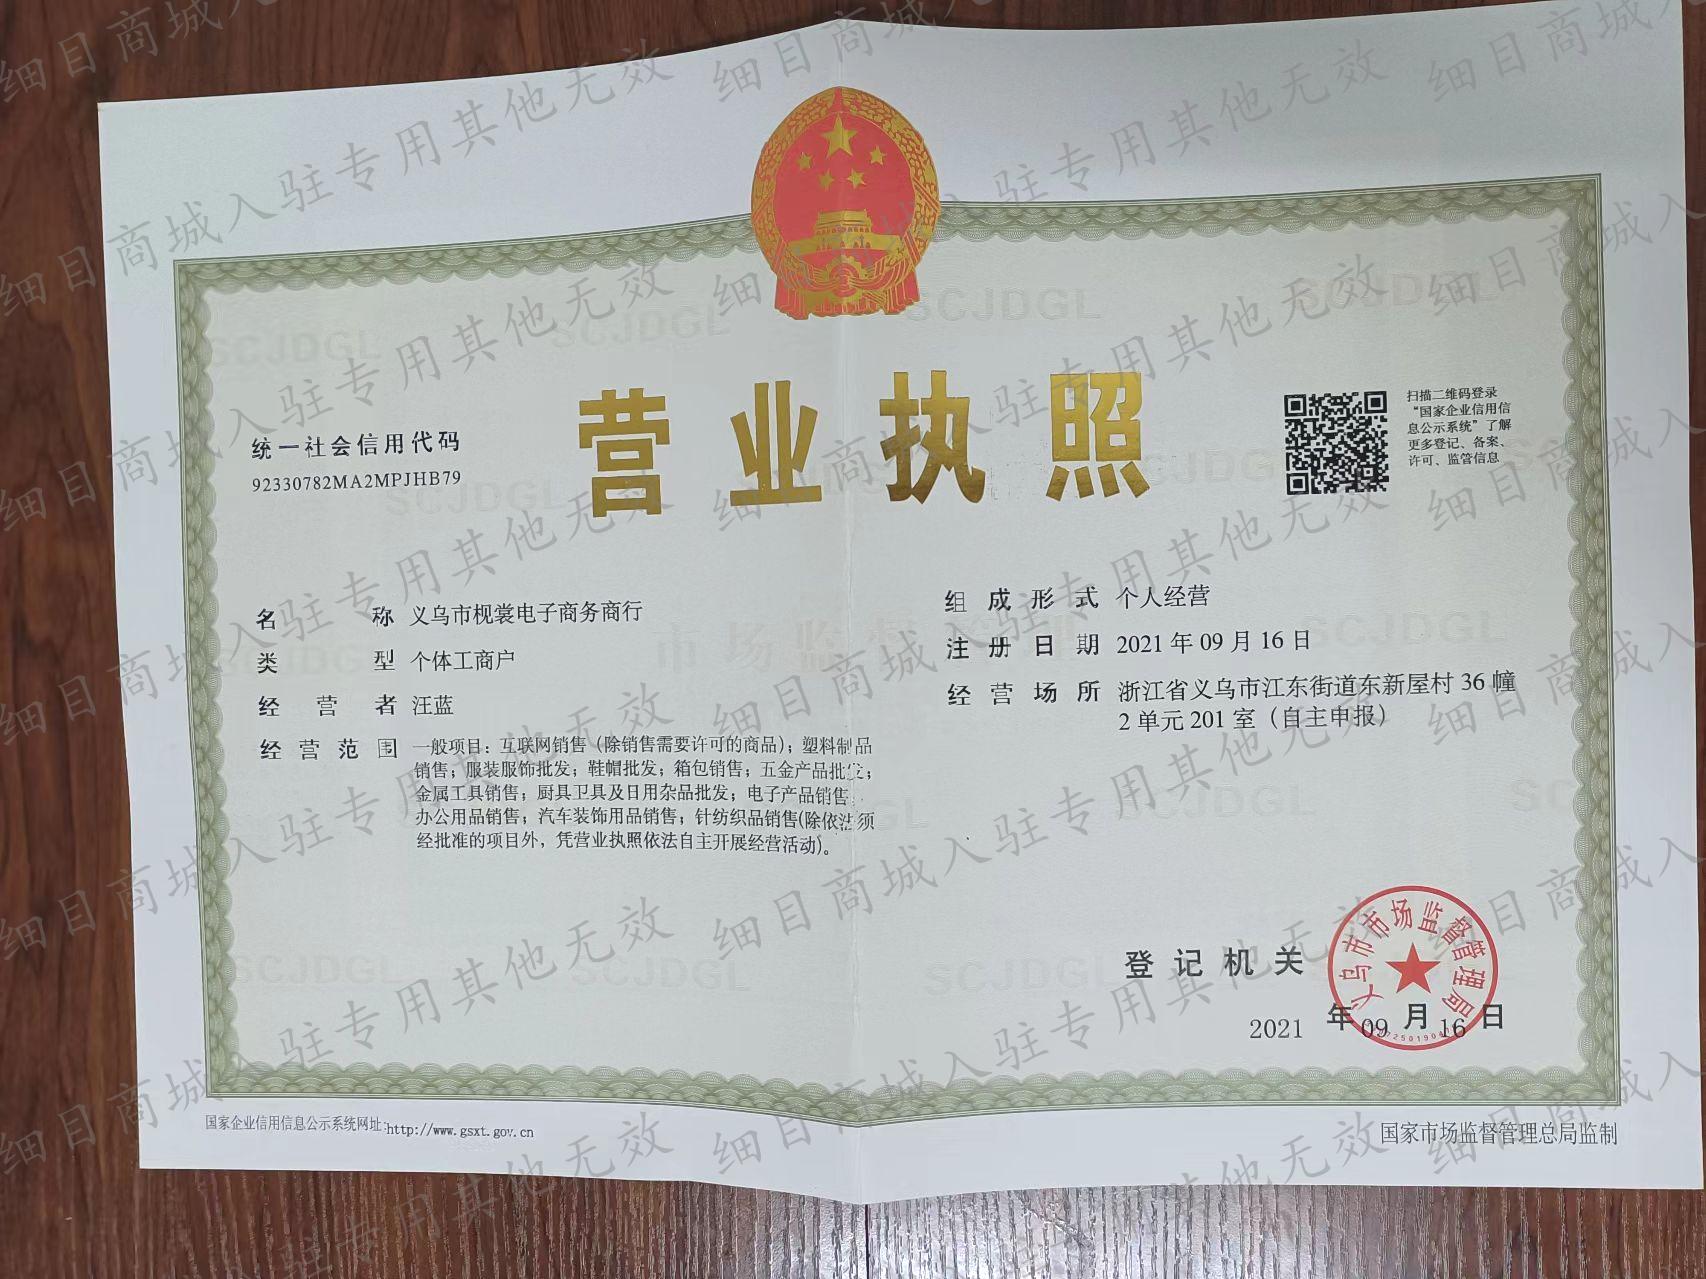 营业执照
统一社会信用代码
92330782MA2MPJHB79
扫描二维码登录
“国家企业信用信
息公示系统”了解
更多登记、备案、
许可、监管信息
名称 义乌市枧裳电子商务商行
类型 个体工商户
经营者 汪蓝
经营范围 一般项目：互联网销售（除销售需要许可的商品）；塑料制品
销售；服装服饰批发；鞋帽批发；箱包销售；五金产品批发；
金属工具销售；厨具卫具及日用杂品批发；电子产品销售；
办公用品销售；汽车装饰用品销售；针纺织品销售(除依法须
经批准的项目外，凭营业执照依法自主开展经营活动)。
组成形式 个人经营
注册日期 2021年09月16日
经营场所 浙江省义乌市江东街道东新屋村36幢
2单元201室（自主申报）
登记机关
义乌市市场监督管理局
2021年09月16日
国家企业信用信息公示系统网址:http://www.gsxt.gov.cn
国家市场监督管理总局监制
SCJDGL
市场监督管理
细目商城入驻专用其他无效